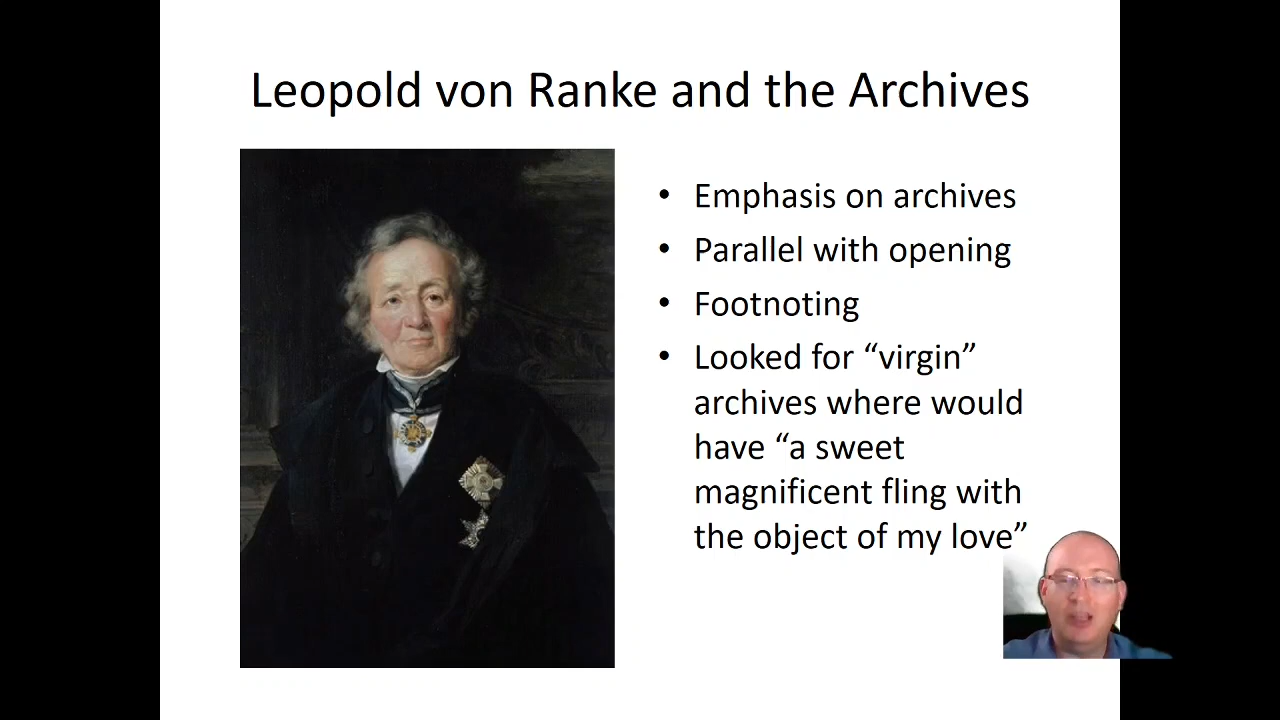 Leopold von Ranke and the Archives
• Emphasis on archives
• Parallel with opening
• Footnoting
• Looked for “virgin”
archives where would
have “a sweet
magnificent fling with
the object of my love”